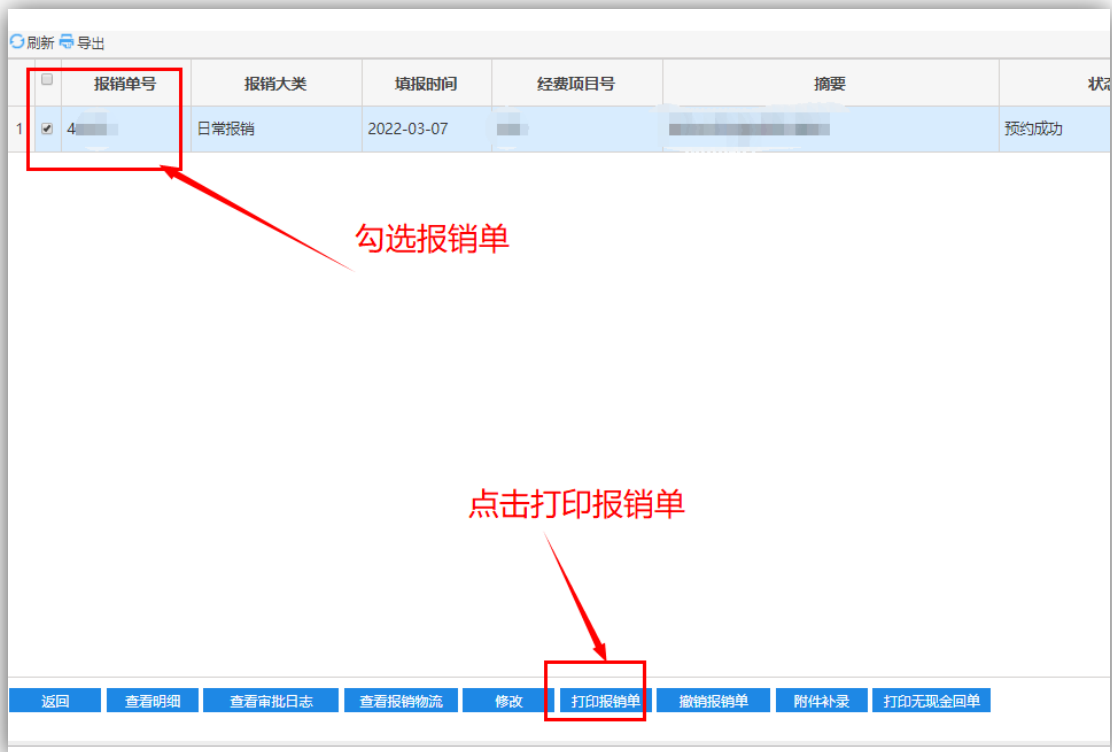 刷新 导出
报销单号 报销大类 填报时间 经费项目号 摘要
1 4 日常报销 2022-03-07 预约成功
勾选报销单
点击打印报销单
返回 查看明细 查看审批日志 查看报销物流 修改 打印报销单 撤销报销单 附件补录 打印无现金回单